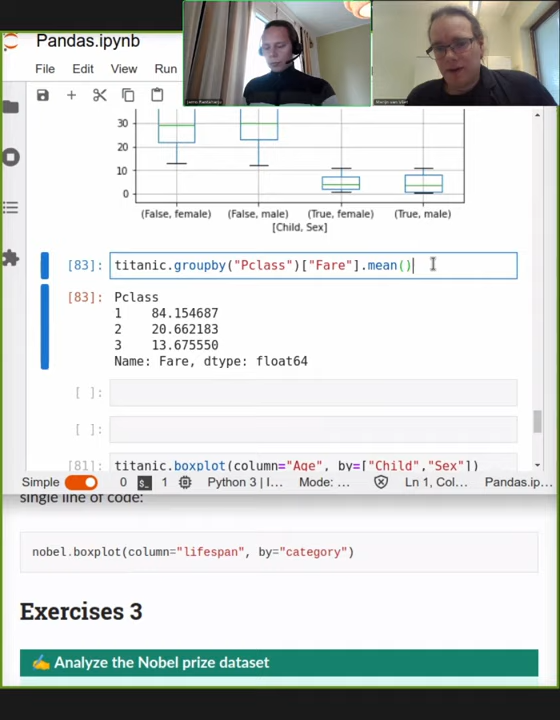 Pandas.ipynb
File Edit View Run
30
20
10
0
(False, female) (False, male) (True, female) (True, male)
[Child, Sex]
[83]: titanic.groupby("Pclass")["Fare"].mean()
[83]: Pclass
1 84.154687
2 20.662183
3 13.675550
Name: Fare, dtype: float64
[ ]:
[ ]:
[81]: titanic.boxplot(column="Age", by=["Child","Sex"])
Simple 0 $_ 1 Python 3 | I... Mode: ... Ln 1, Col... Pandas.ip...
single line of code:
nobel.boxplot(column="lifespan", by="category")
Exercises 3
✍ Analyze the Nobel prize dataset